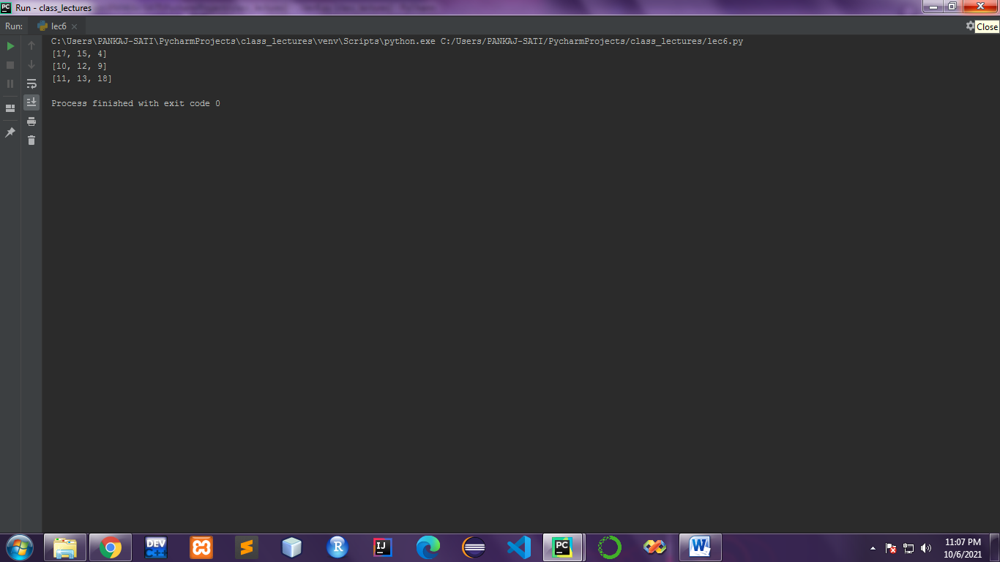 Run - class_lectures
Run: lec6
Close
C:\Users\PANKAJ-SATI\PycharmProjects\class_lectures\venv\Scripts\python.exe C:/Users/PANKAJ-SATI/PycharmProjects/class_lectures/lec6.py
[17, 15, 4]
[10, 12, 9]
[11, 13, 18]
Process finished with exit code 0
PC
DEV
C++
R
IJ
PC
W
11:07 PM
10/6/2021